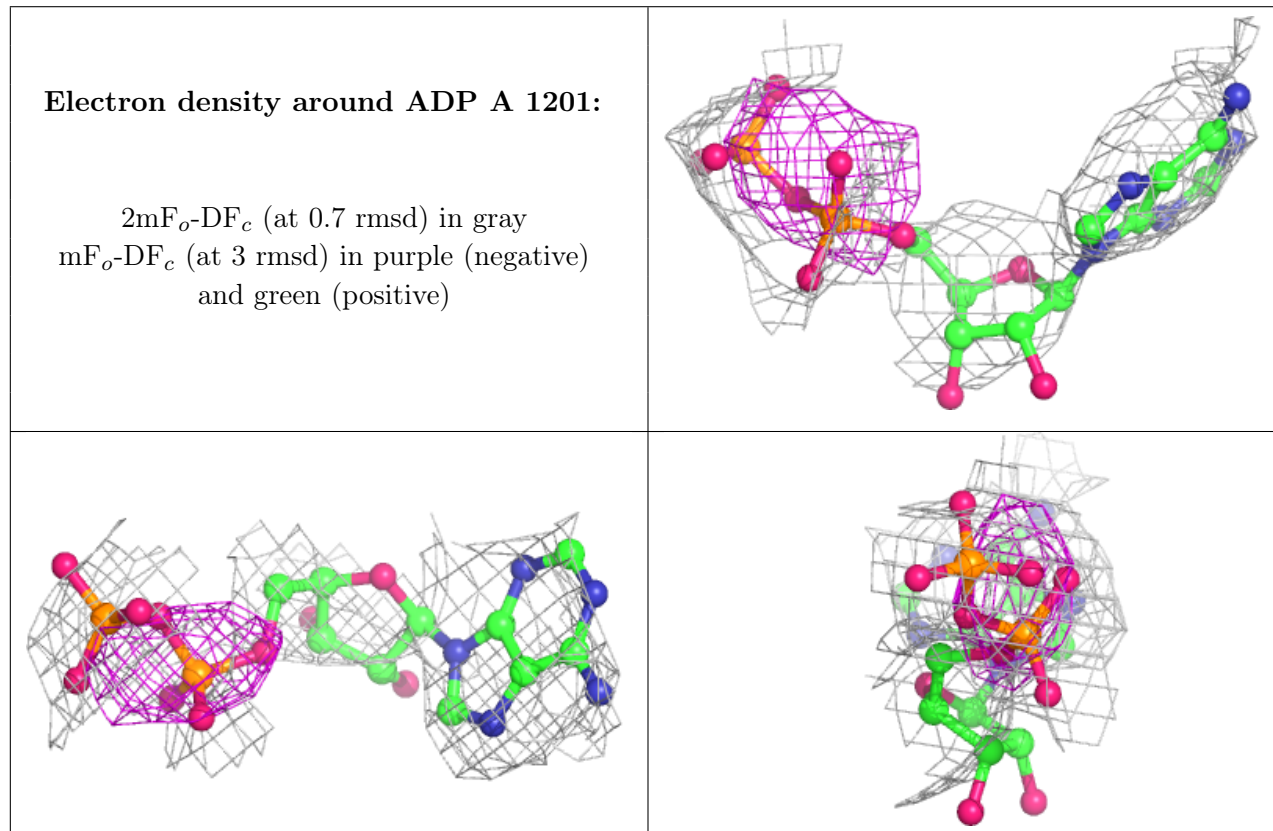 Electron density around ADP A 1201:
2mFo-DFc (at 0.7 rmsd) in gray
mFo-DFc (at 3 rmsd) in purple (negative)
and green (positive)